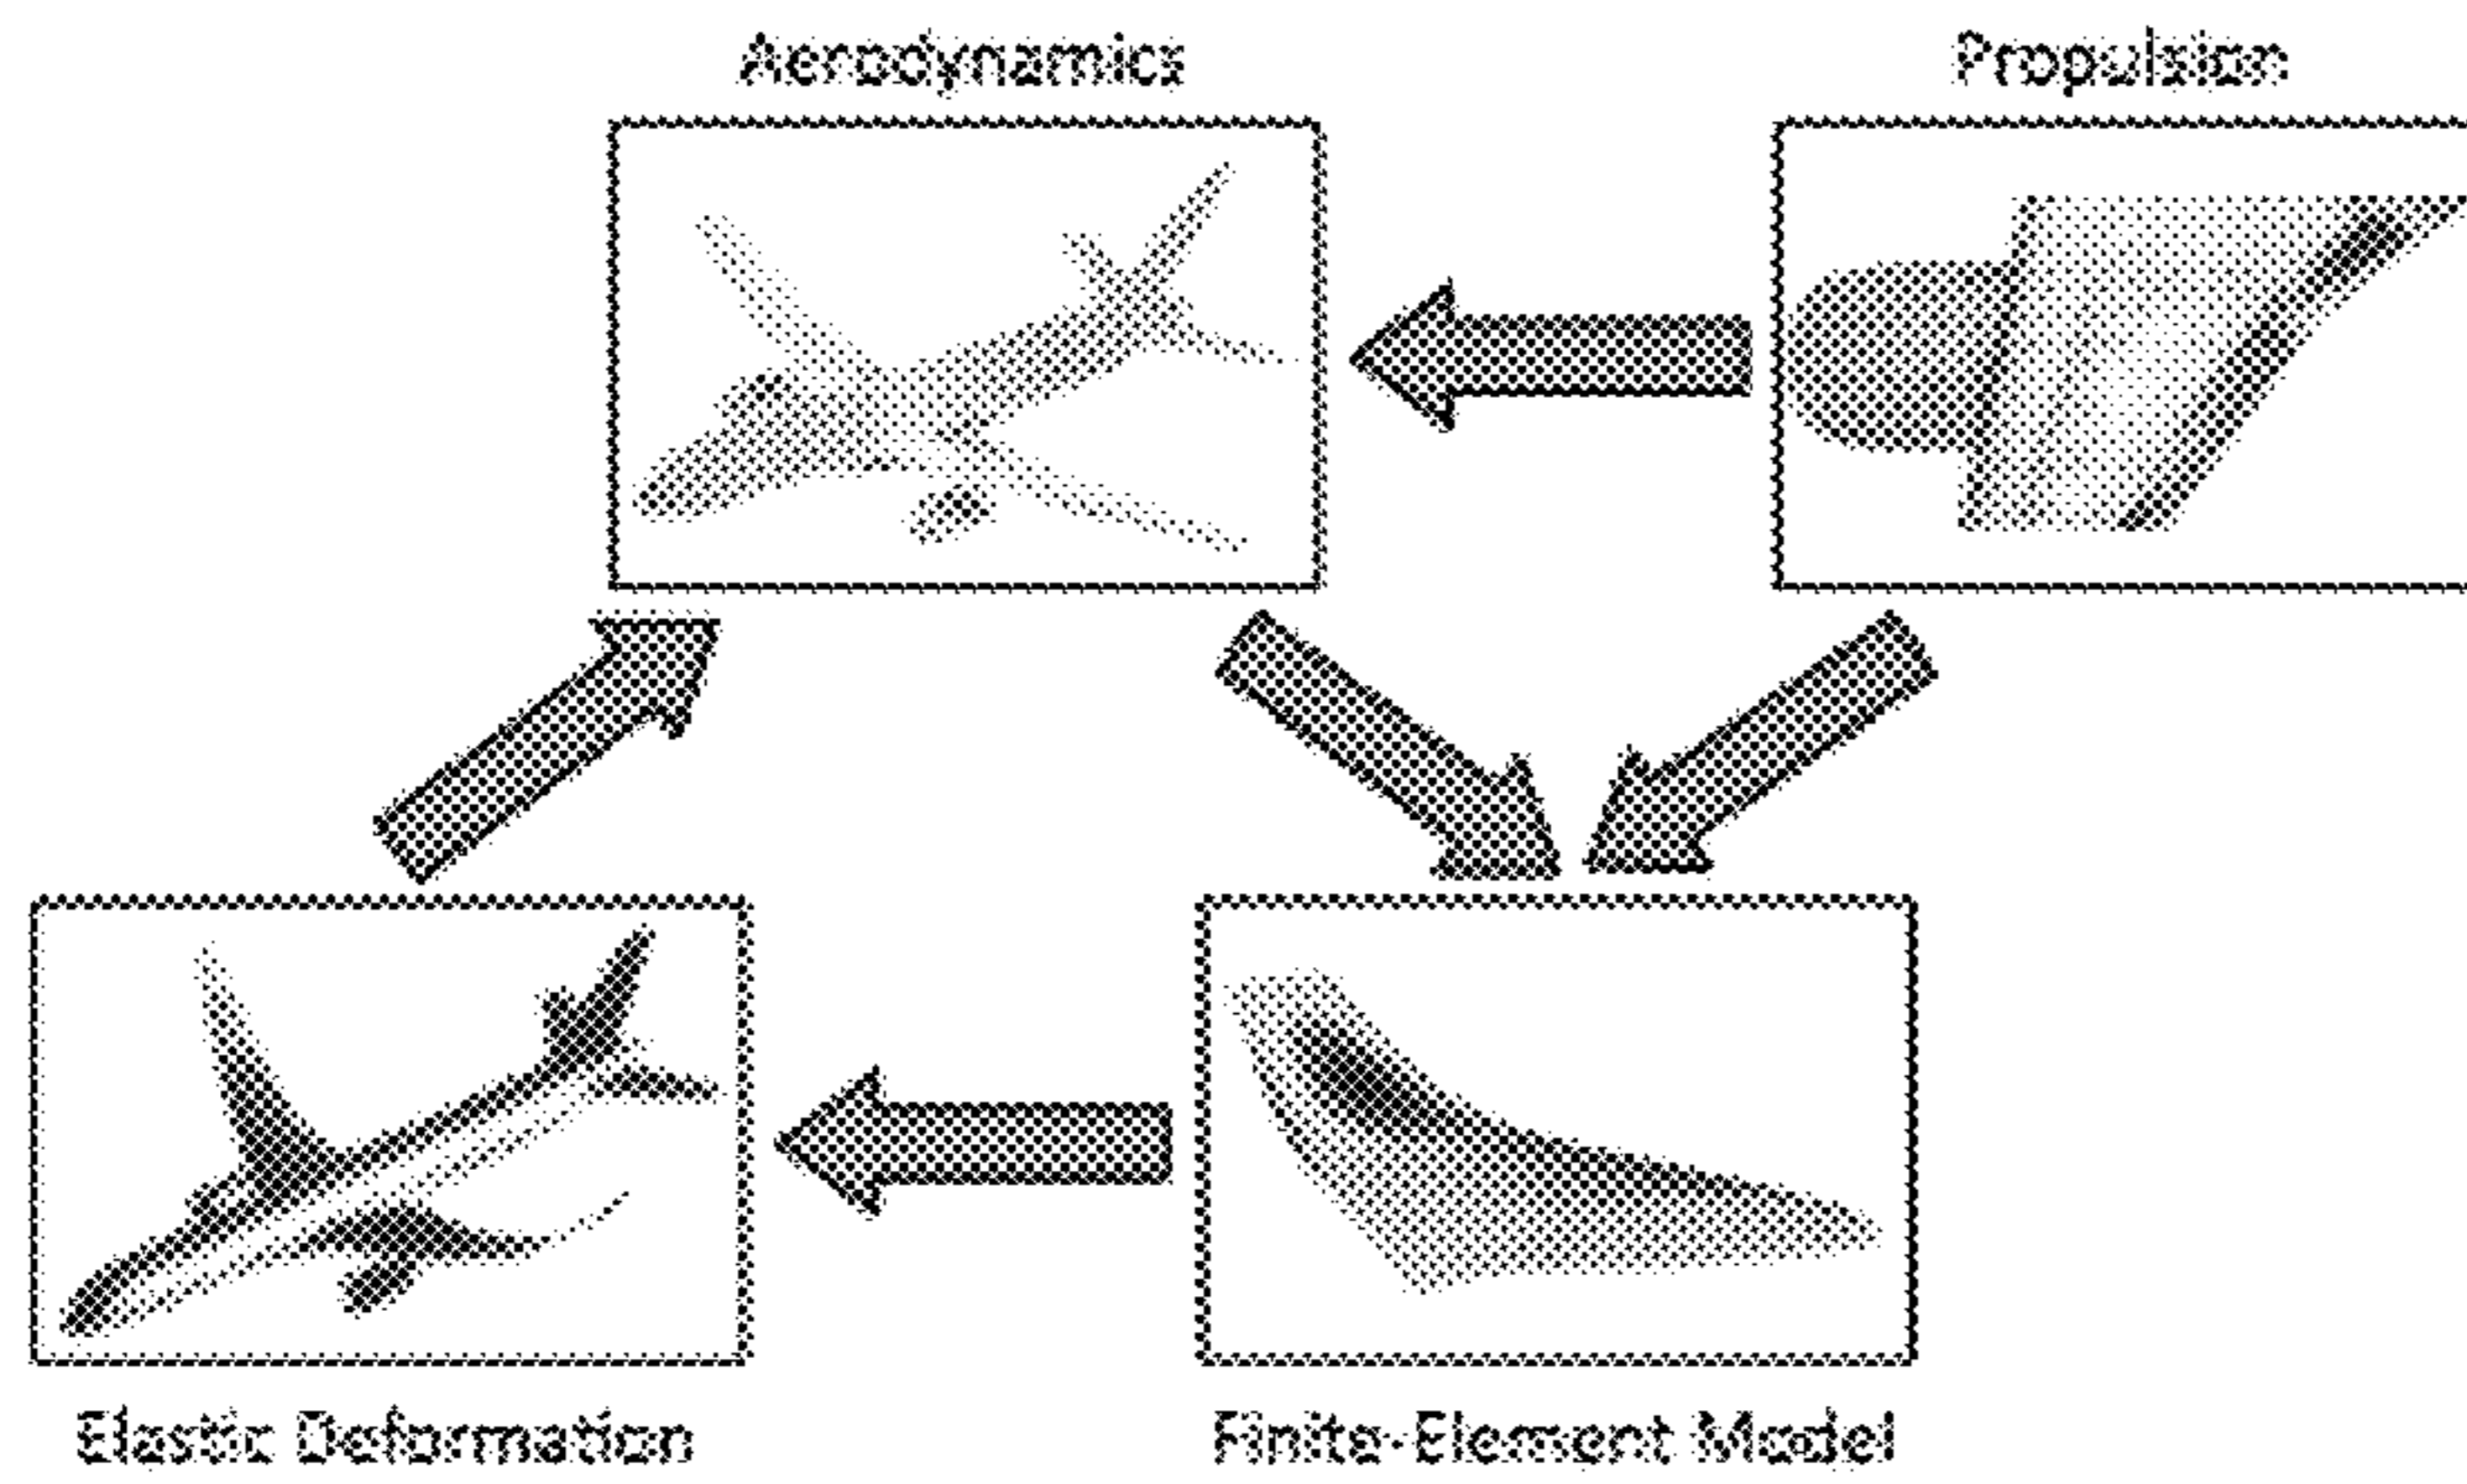 Aerodynamics
Propulsion
Elastic Deformation
Finite-Element Model